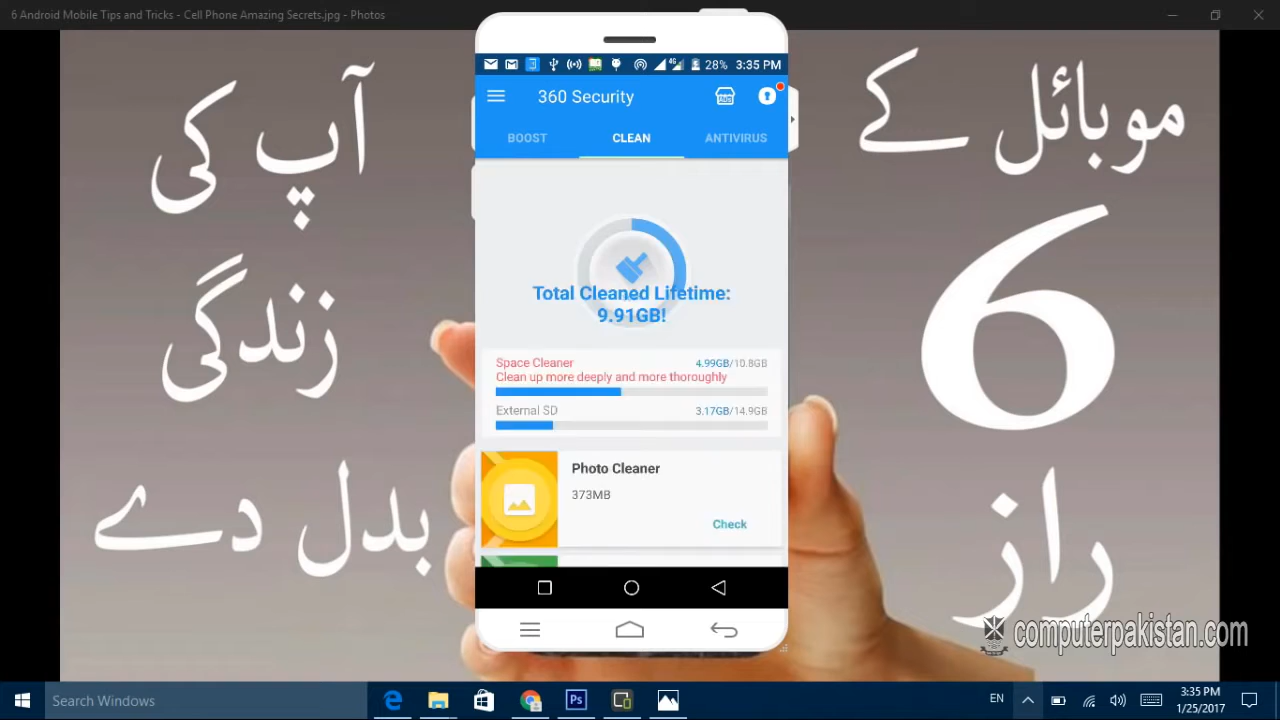 6 Android Mobile Tips and Tricks - Cell Phone Amazing Secrets.jpg - Photos
موبائل کے
6
راز
آپ کی
زندگی
بدل دے
4G
28% 3:35 PM
360 Security
ADS
BOOST CLEAN ANTIVIRUS
Total Cleaned Lifetime:
9.91GB!
Space Cleaner 4.99GB/10.8GB
Clean up more deeply and more thoroughly
External SD 3.17GB/14.9GB
Photo Cleaner
373MB
Check
computerpakistan.com
Search Windows
Ps
EN
3:35 PM
1/25/2017